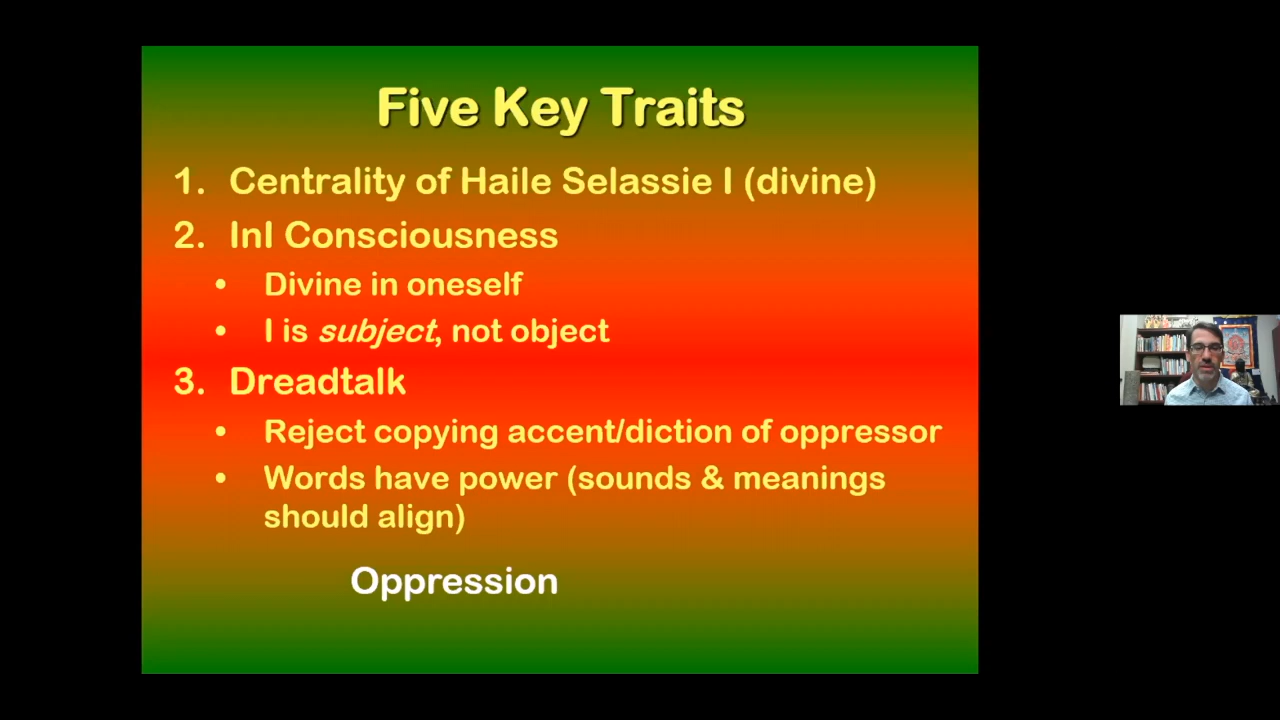 Five Key Traits
1. Centrality of Haile Selassie I (divine)
2. InI Consciousness
• Divine in oneself
• I is subject, not object
3. Dreadtalk
• Reject copying accent/diction of oppressor
• Words have power (sounds & meanings
should align)
Oppression